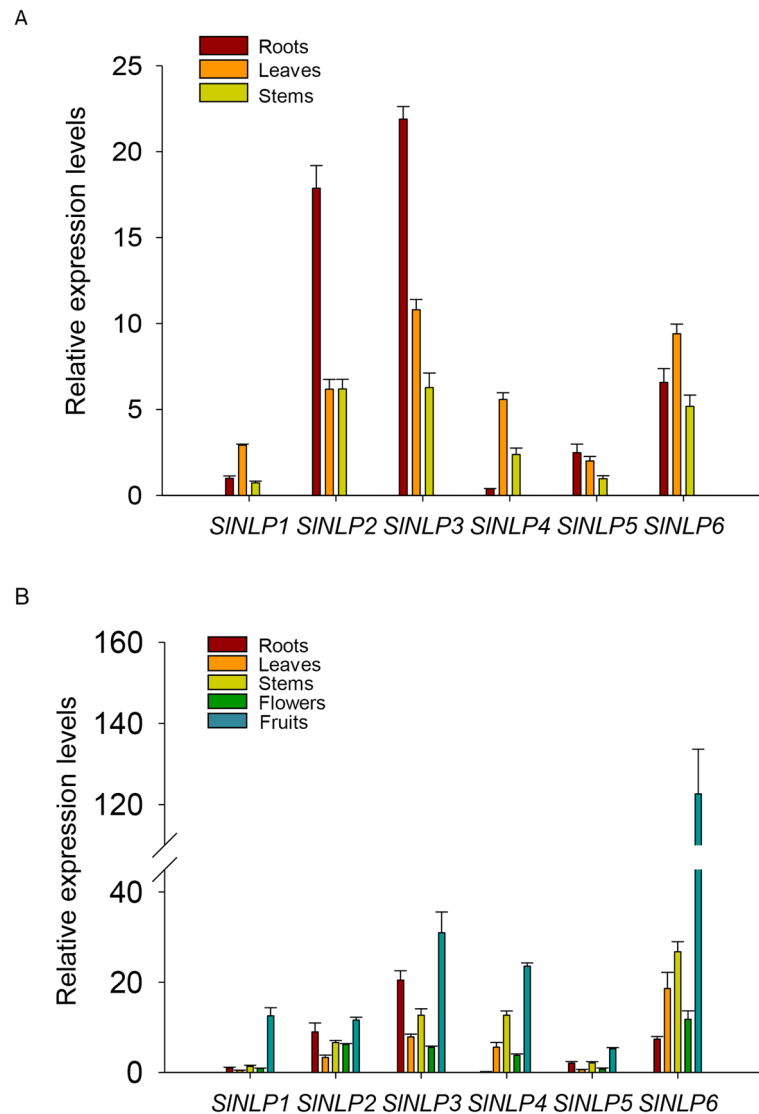 A
Roots
Leaves
Stems
Relative expression levels
25
20
15
10
5
0
SlNLP1 SlNLP2 SlNLP3 SlNLP4 SlNLP5 SlNLP6
B
Roots
Leaves
Stems
Flowers
Fruits
Relative expression levels
160
140
120
40
20
0
SlNLP1 SlNLP2 SlNLP3 SlNLP4 SlNLP5 SlNLP6